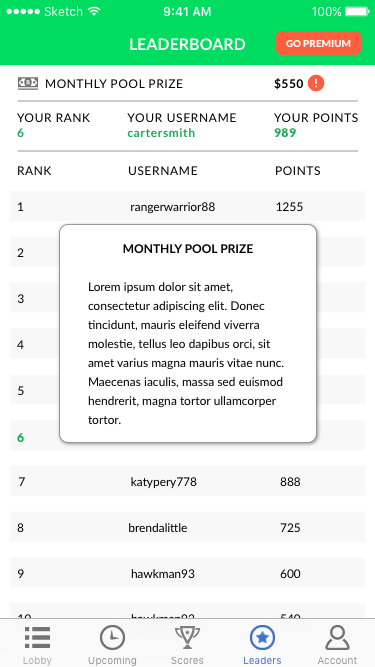 Sketch 9:41 AM 100%
LEADERBOARD GO PREMIUM
MONTHLY POOL PRIZE $550 !
YOUR RANK YOUR USERNAME YOUR POINTS
6 cartersmith 989
RANK USERNAME POINTS
1 rangerwarrior88 1255
2
3
4
5
6
MONTHLY POOL PRIZE
Lorem ipsum dolor sit amet,
consectetur adipiscing elit. Donec
tincidunt, mauris eleifend viverra
molestie, tellus leo dapibus orci, sit
amet varius magna mauris vitae nunc.
Maecenas iaculis, massa sed euismod
hendrerit, magna tortor ullamcorper
tortor.
7 katypery778 888
8 brendalittle 725
9 hawkman93 600
Lobby Upcoming Scores Leaders Account